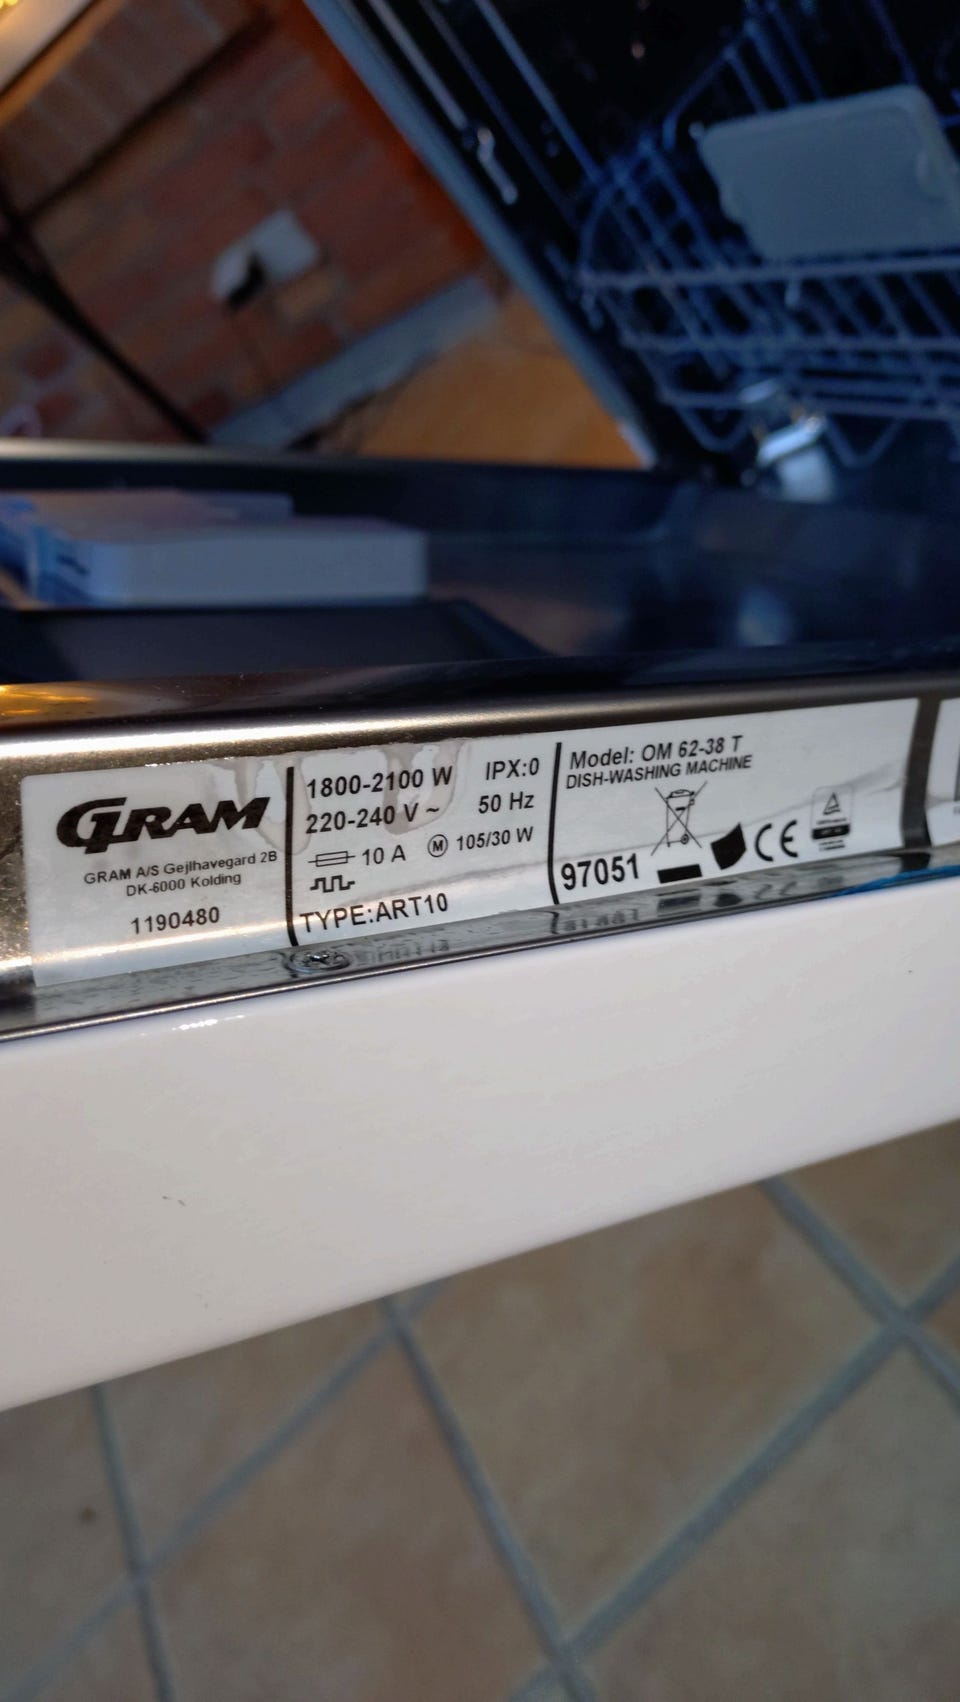 GRAM
GRAM A/S Gejlhavegard 2B
DK-6000 Kolding
1190480
1800-2100 W IPX:0
220-240 V ~ 50 Hz
10 A M 105/30 W
TYPE:ART10
Model: OM 62-38 T
DISH-WASHING MACHINE
97051 CE